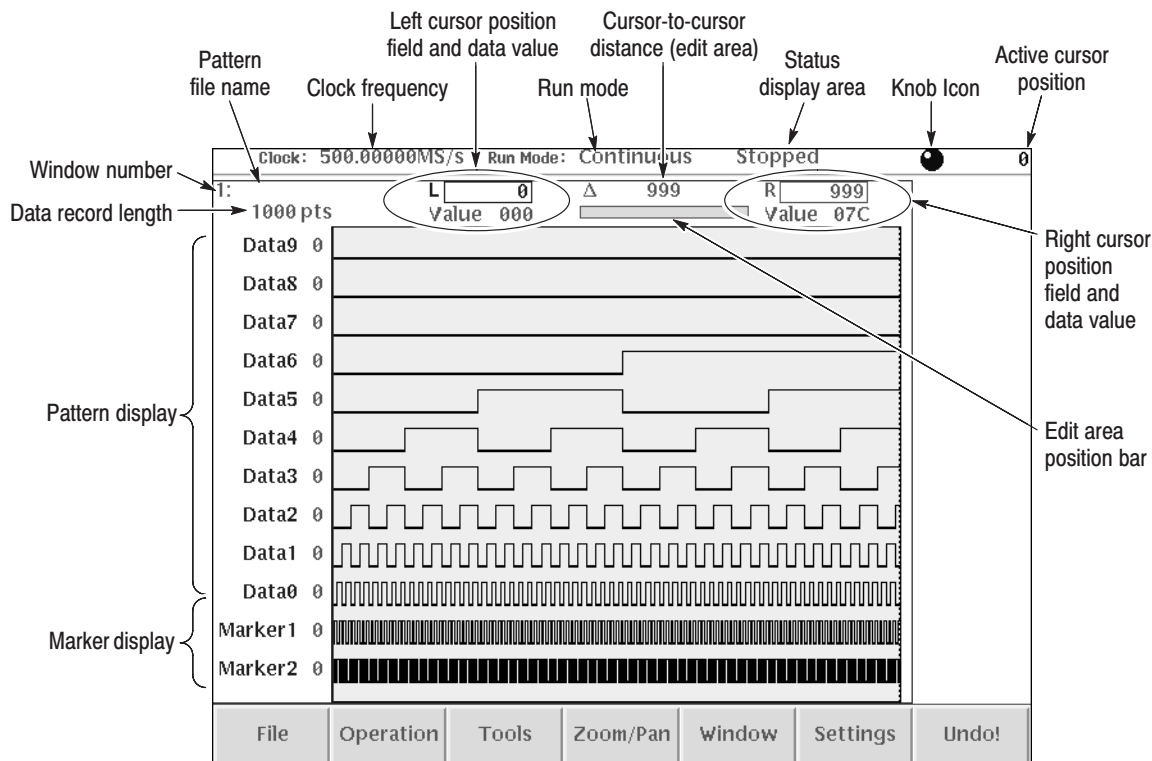 Left cursor position
field and data value
Cursor-to-cursor
distance (edit area)
Pattern
file name
Clock frequency
Run mode
Status
display area
Knob Icon
Active cursor
position
Clock: 500.00000MS/s Run Mode: Continuous Stopped 0
Window number
1:
L 0 Δ 999 R 999
Data record length
1000 pts Value 000 Value 07C
Right cursor
position
field and
data value
Data9 0
Data8 0
Data7 0
Data6 0
Data5 0
Pattern display
Data4 0
Edit area
position bar
Data3 0
Data2 0
Data1 0
Data0 0
Marker1 0
Marker display
Marker2 0
File Operation Tools Zoom/Pan Window Settings Undo!